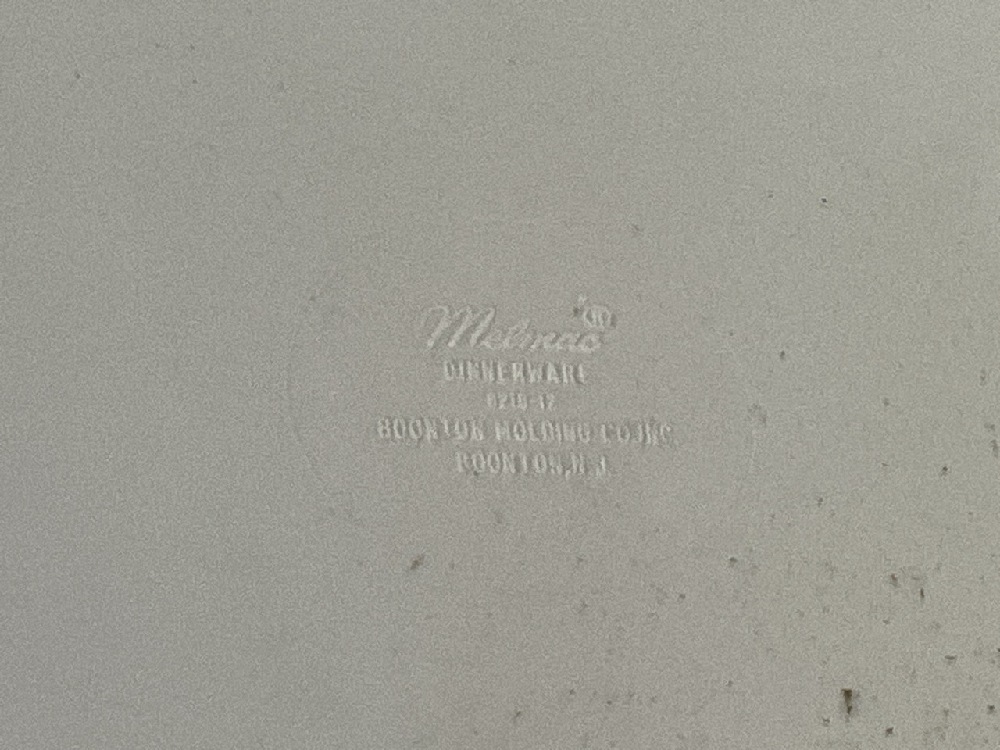 Melmac
DINNERWARE
BOONTON MOLDING CO.INC.
BOONTON, N.J.